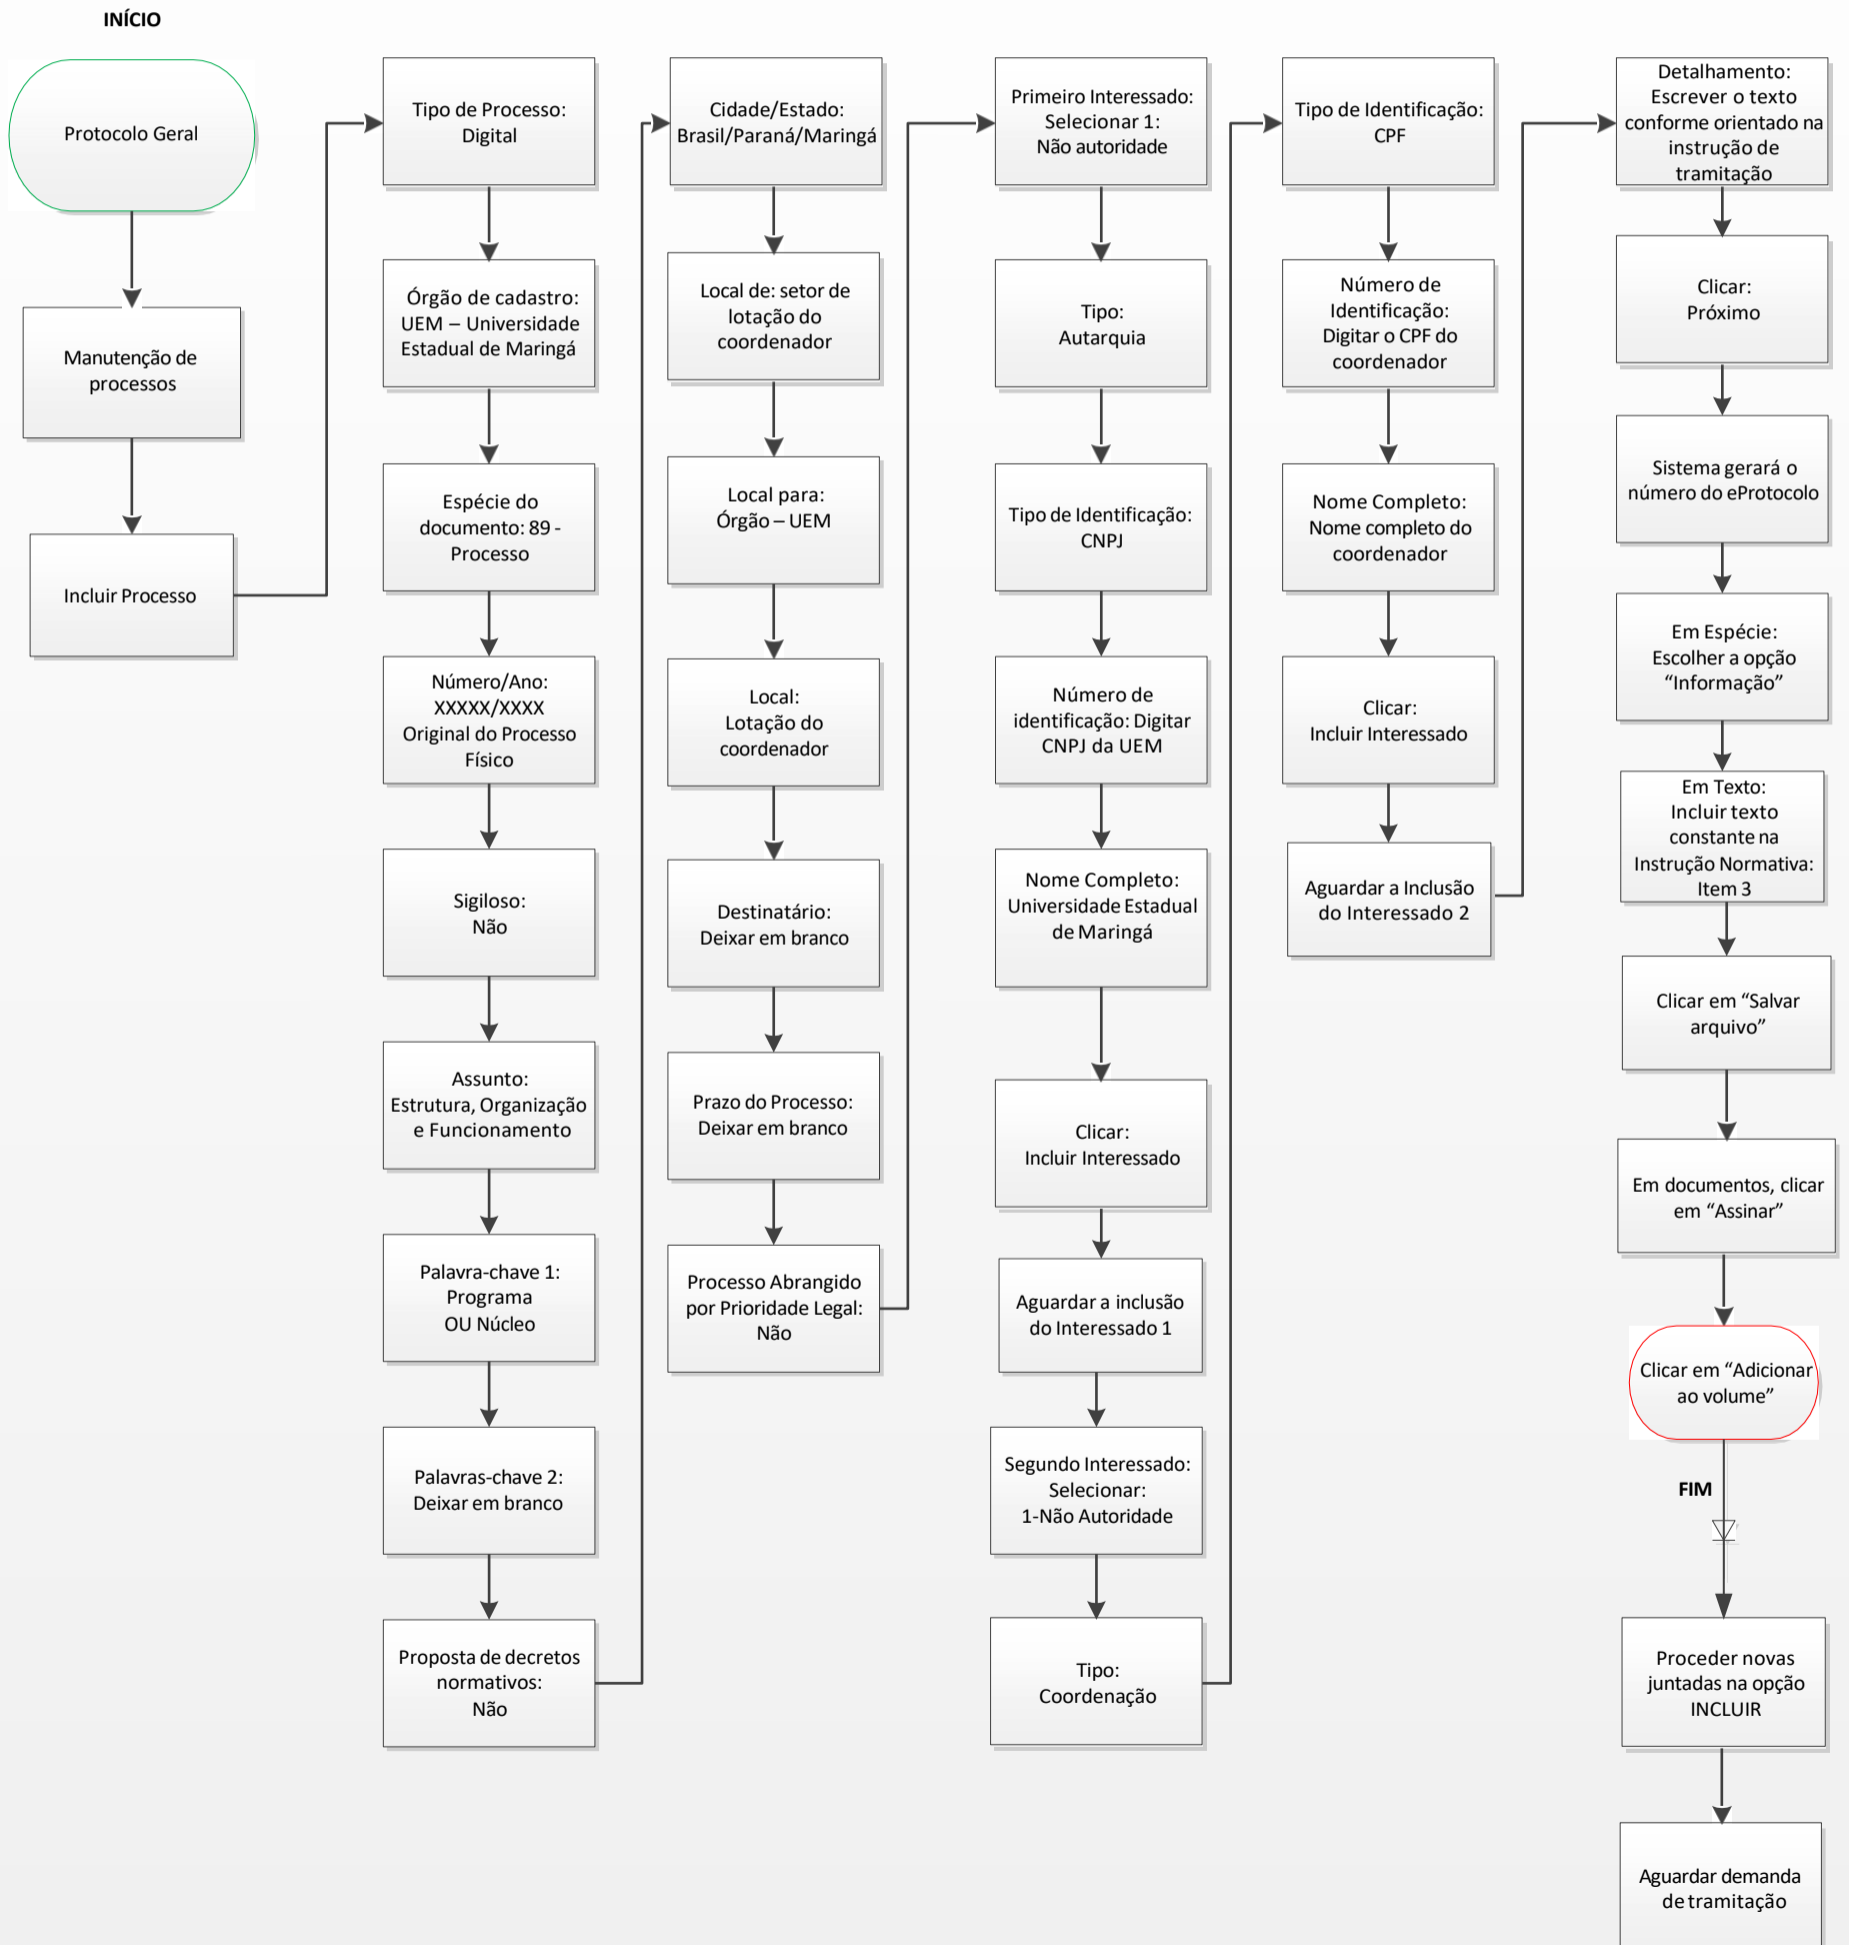 INÍCIO
Protocolo Geral
Manutenção de
processos
Incluir Processo
Tipo de Processo:
Digital
Órgão de cadastro:
UEM – Universidade
Estadual de Maringá
Espécie do
documento: 89 -
Processo
Número/Ano:
XXXXX/XXXX
Original do Processo
Físico
Sigiloso:
Não
Assunto:
Estrutura, Organização
e Funcionamento
Palavra-chave 1:
Programa
OU Núcleo
Palavras-chave 2:
Deixar em branco
Proposta de decretos
normativos:
Não
Cidade/Estado:
Brasil/Paraná/Maringá
Local de: setor de
lotação do
coordenador
Local para:
Órgão – UEM
Local:
Lotação do
coordenador
Destinatário:
Deixar em branco
Prazo do Processo:
Deixar em branco
Processo Abrangido
por Prioridade Legal:
Não
Primeiro Interessado:
Selecionar 1:
Não autoridade
Tipo:
Autarquia
Tipo de Identificação:
CNPJ
Número de
identificação: Digitar
CNPJ da UEM
Nome Completo:
Universidade Estadual
de Maringá
Clicar:
Incluir Interessado
Aguardar a inclusão
do Interessado 1
Segundo Interessado:
Selecionar:
1-Não Autoridade
Tipo:
Coordenação
Tipo de Identificação:
CPF
Número de
Identificação:
Digitar o CPF do
coordenador
Nome Completo:
Nome completo do
coordenador
Clicar:
Incluir Interessado
Aguardar a Inclusão
do Interessado 2
Detalhamento:
Escrever o texto
conforme orientado na
instrução de
tramitação
Clicar:
Próximo
Sistema gerará o
número do eProtocolo
Em Espécie:
Escolher a opção
“Informação”
Em Texto:
Incluir texto
constante na
Instrução Normativa:
Item 3
Clicar em “Salvar
arquivo”
Em documentos, clicar
em “Assinar”
Clicar em “Adicionar
ao volume”
FIM
Proceder novas
juntadas na opção
INCLUIR
Aguardar demanda
de tramitação